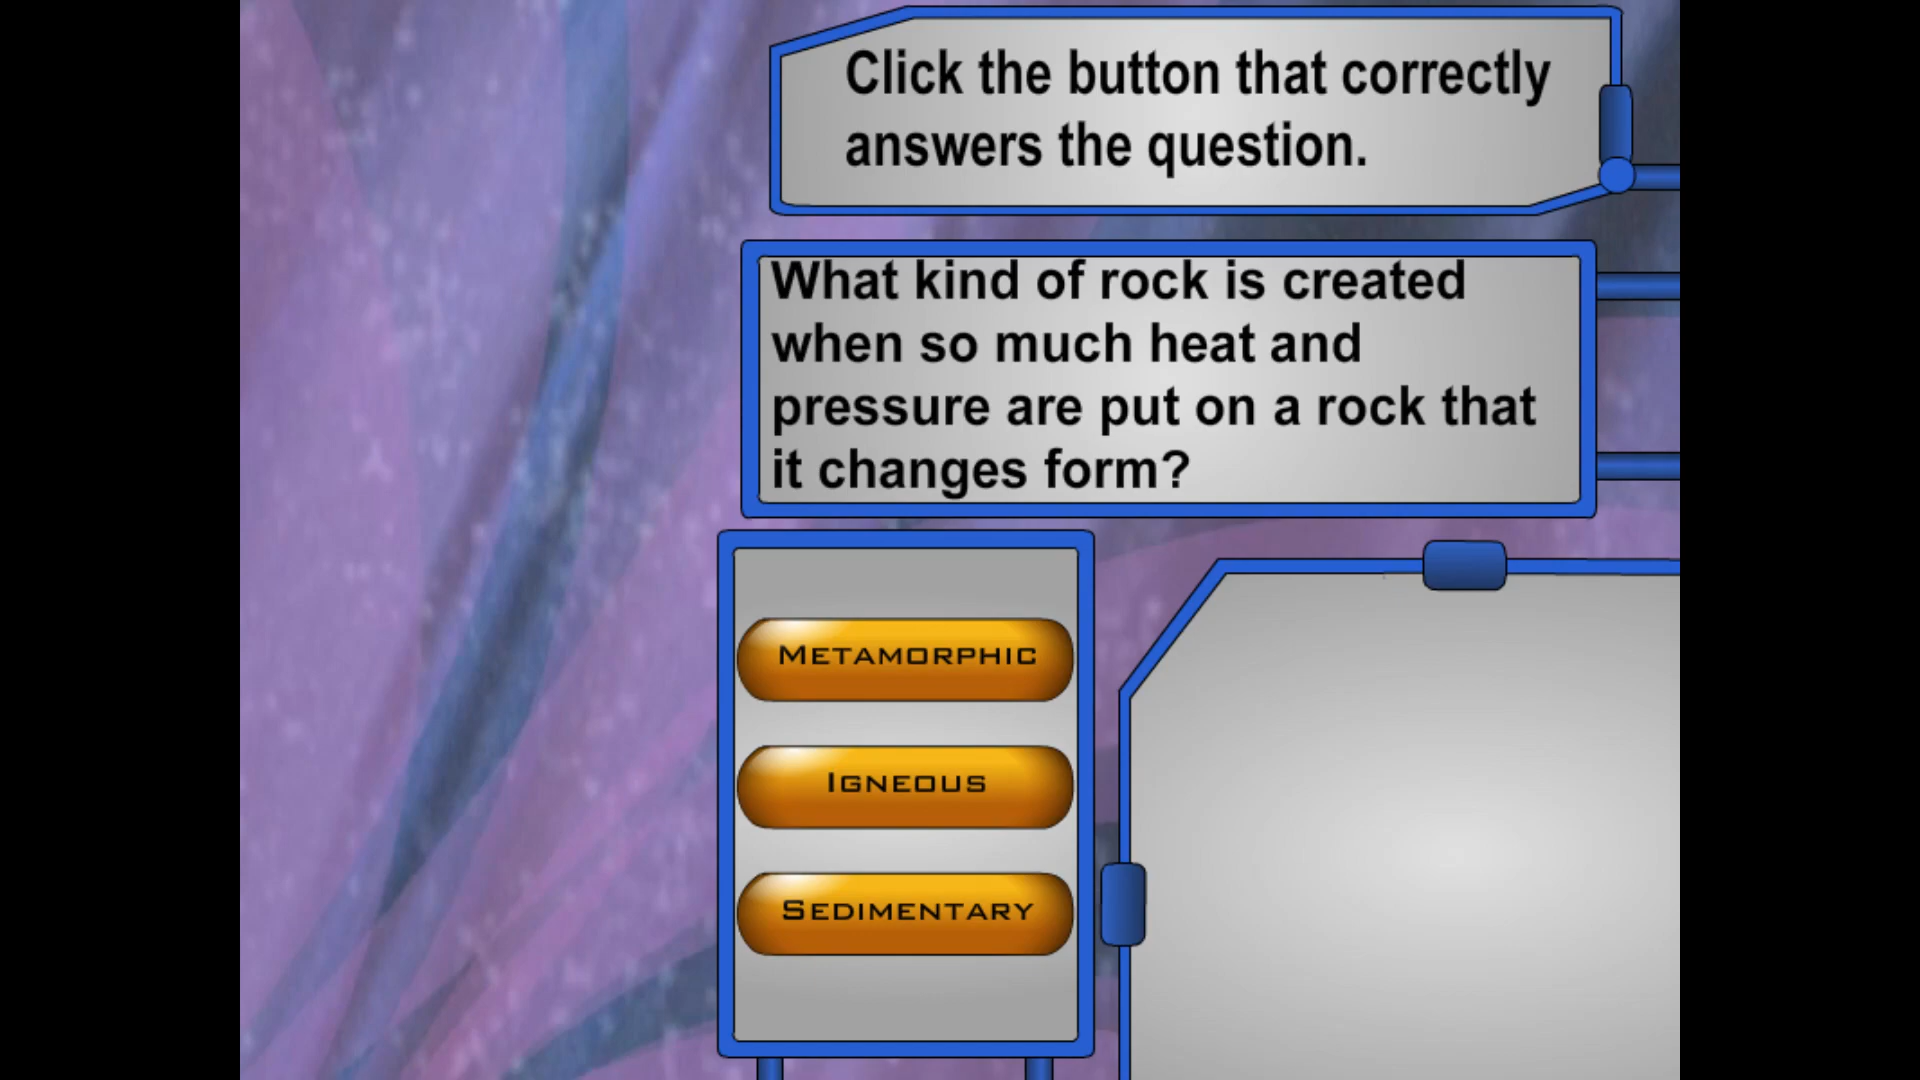 Click the button that correctly
answers the question.
What kind of rock is created
when so much heat and
pressure are put on a rock that
it changes form?
Metamorphic
Igneous
Sedimentary